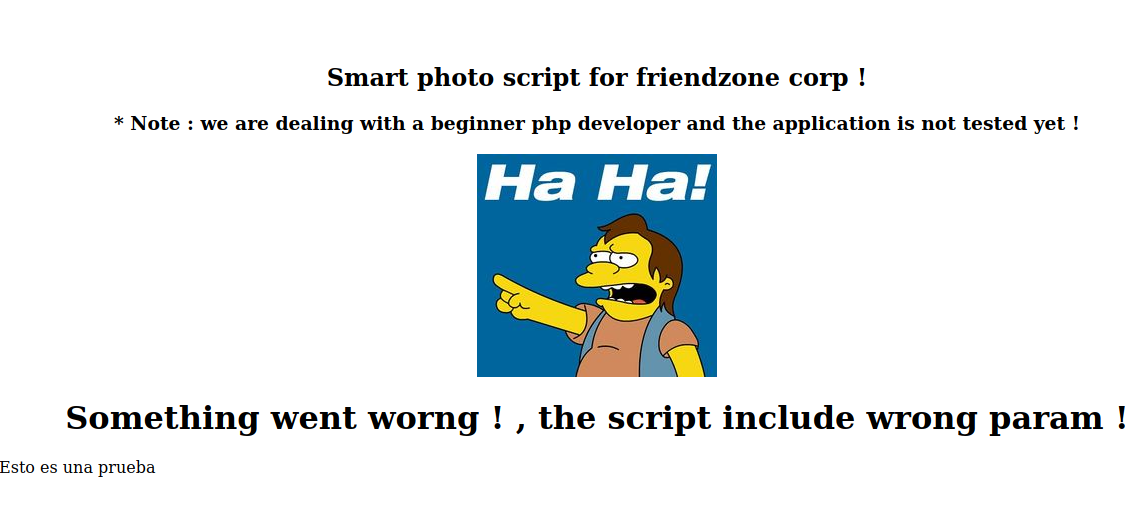 Smart photo script for friendzone corp !
* Note : we are dealing with a beginner php developer and the application is not tested yet !
Ha Ha!
Something went worng ! , the script include wrong param !
Esto es una prueba